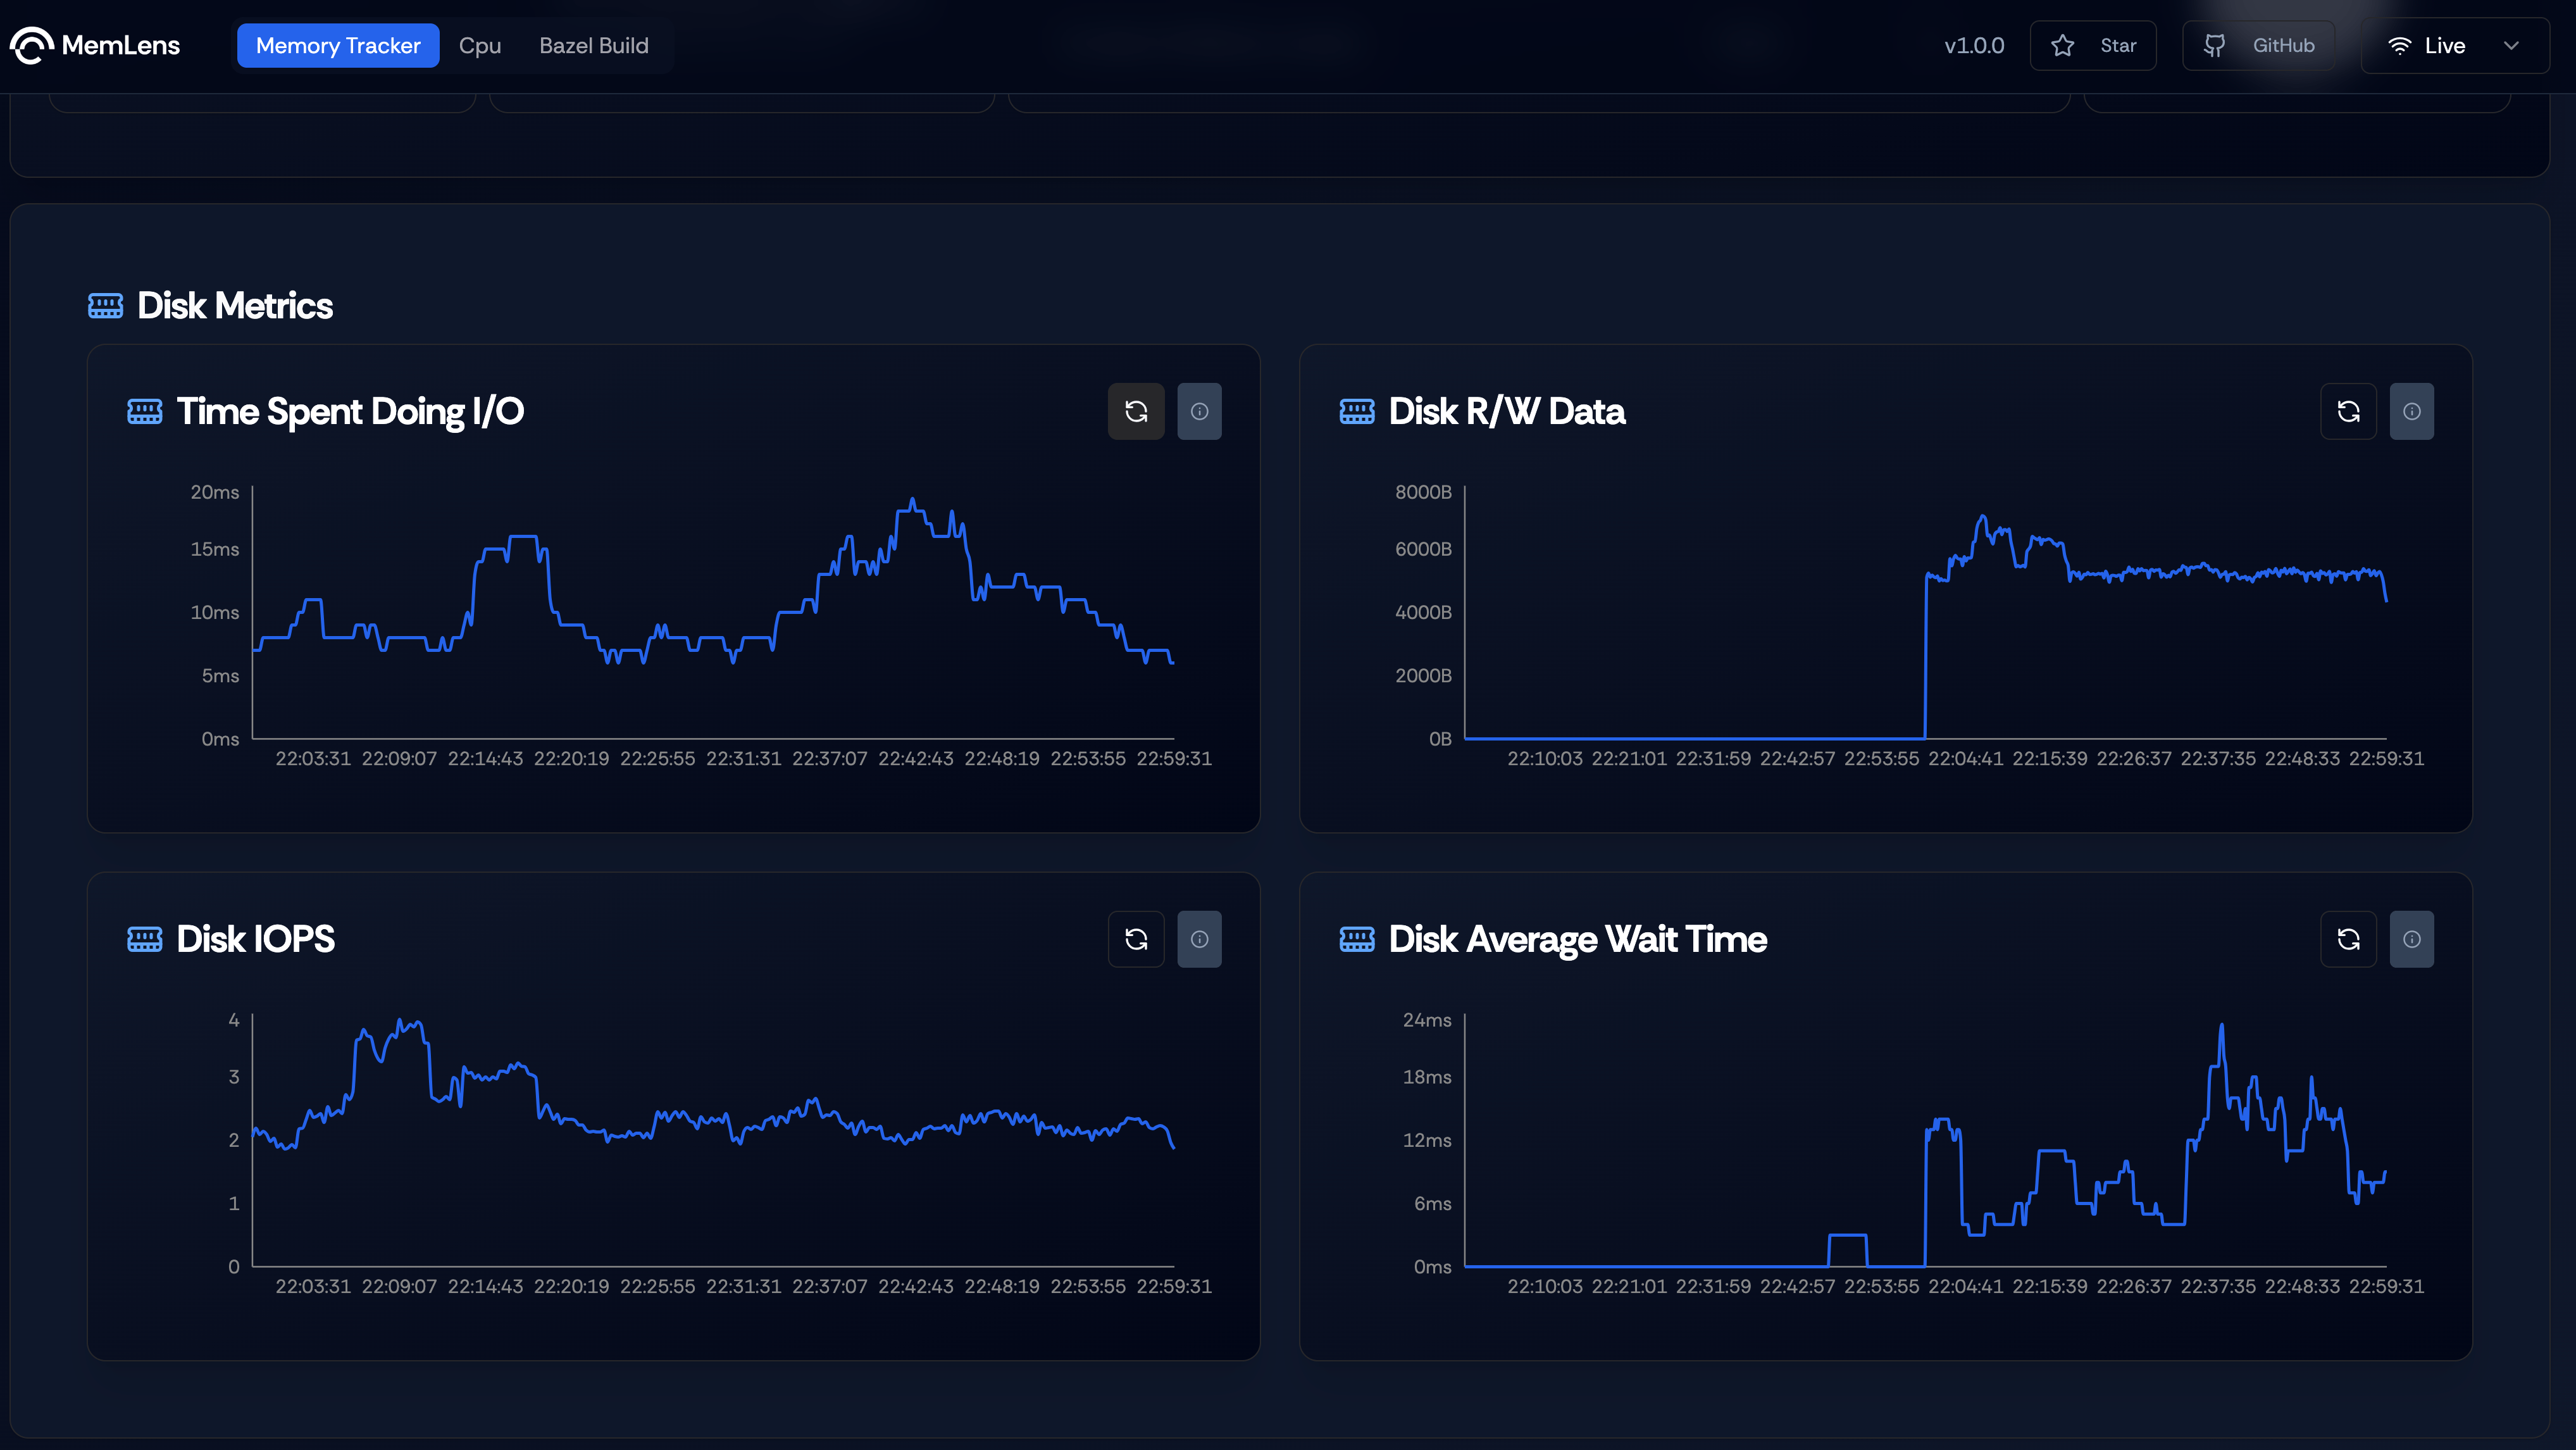 MemLens Memory Tracker Cpu Bazel Build v1.0.0 Star GitHub Live
Disk Metrics
Time Spent Doing I/O
20ms
15ms
10ms
5ms
0ms
22:03:31 22:09:07 22:14:43 22:20:19 22:25:55 22:31:31 22:37:07 22:42:43 22:48:19 22:53:55 22:59:31
Disk R/W Data
8000B
6000B
4000B
2000B
0B
22:10:03 22:21:01 22:31:59 22:42:57 22:53:55 22:04:41 22:15:39 22:26:37 22:37:35 22:48:33 22:59:31
Disk IOPS
4
3
2
1
0
22:03:31 22:09:07 22:14:43 22:20:19 22:25:55 22:31:31 22:37:07 22:42:43 22:48:19 22:53:55 22:59:31
Disk Average Wait Time
24ms
18ms
12ms
6ms
0ms
22:10:03 22:21:01 22:31:59 22:42:57 22:53:55 22:04:41 22:15:39 22:26:37 22:37:35 22:48:33 22:59:31